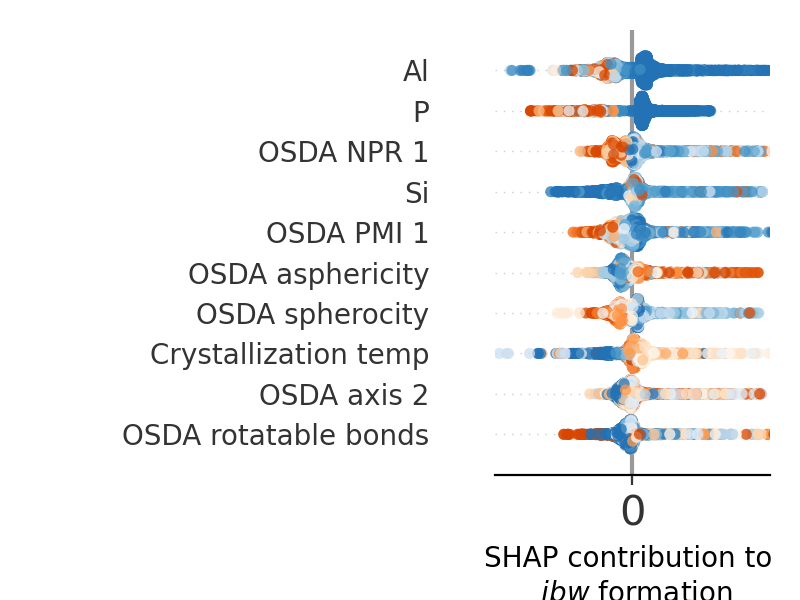 Al
P
OSDA NPR 1
Si
OSDA PMI 1
OSDA asphericity
OSDA spherocity
Crystallization temp
OSDA axis 2
OSDA rotatable bonds
0
SHAP contribution to
ibw formation